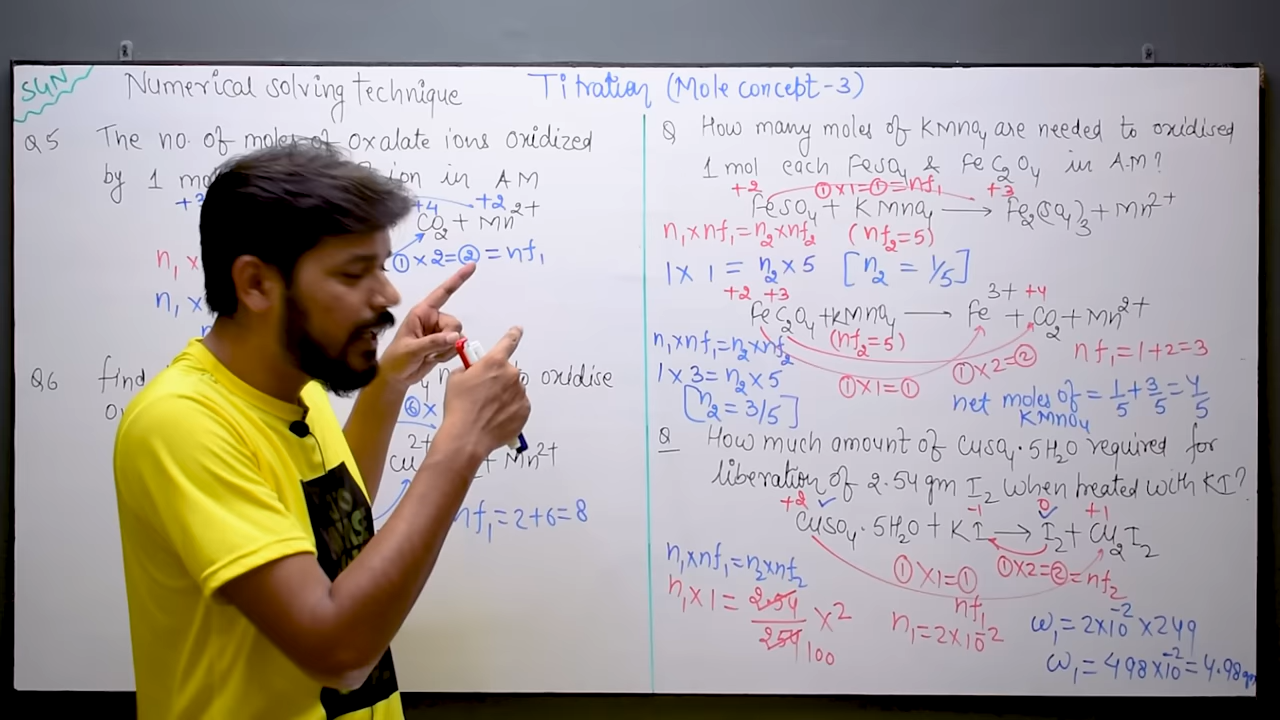 SGN
Numerical solving technique
Titration (Mole concept-3)
Q5 The no. of moles of oxalate ions oxidized
by 1 ion in AM
+4 +2
CO₂ + Mn²⁺
① × 2 = ② = nf₁
n₁ ×
n₁ ×
Q6 find to oxidise
⑥ ×
2+
Cu + Mn²⁺
nf₁ = 2+6 = 8
Q How many moles of KMnO₄ are needed to oxidised
1 mol each FeSO₄ & FeC₂O₄ in A.M?
+2 ① × 1 = ① = nf₁ +3
FeSO₄ + KMnO₄ ⟶ Fe₂(SO₄)₃ + Mn²⁺
n₁ × nf₁ = n₂ × nf₂ (nf₂ = 5)
1 × 1 = n₂ × 5 [n₂ = 1/5]
+2 +3 3+ +4
FeC₂O₄ + KMnO₄ ⟶ Fe + CO₂ + Mn²⁺
n₁ × nf₁ = n₂ × nf₂ (nf₂ = 5) ① × 2 = ② nf₁ = 1+2 = 3
1 × 3 = n₂ × 5 ① × 1 = ①
[n₂ = 3/5] net moles of KMnO₄ = 1/5 + 3/5 = 4/5
Q How much amount of CuSO₄·5H₂O required for
liberation of 2.54 gm I₂ when treated with KI?
+2 ✓ -1 0 ✓ +1
CuSO₄·5H₂O + KI ⟶ I₂ + Cu₂I₂
n₁ × nf₁ = n₂ × nf₂ ① × 1 = ① nf₁ ① × 2 = ② = nf₂
n₁ × 1 = 2.54/254 × 2 100 n₁ = 2×10⁻² w₁ = 2×10⁻² × 249
w₁ = 498×10⁻² = 4.98 gm